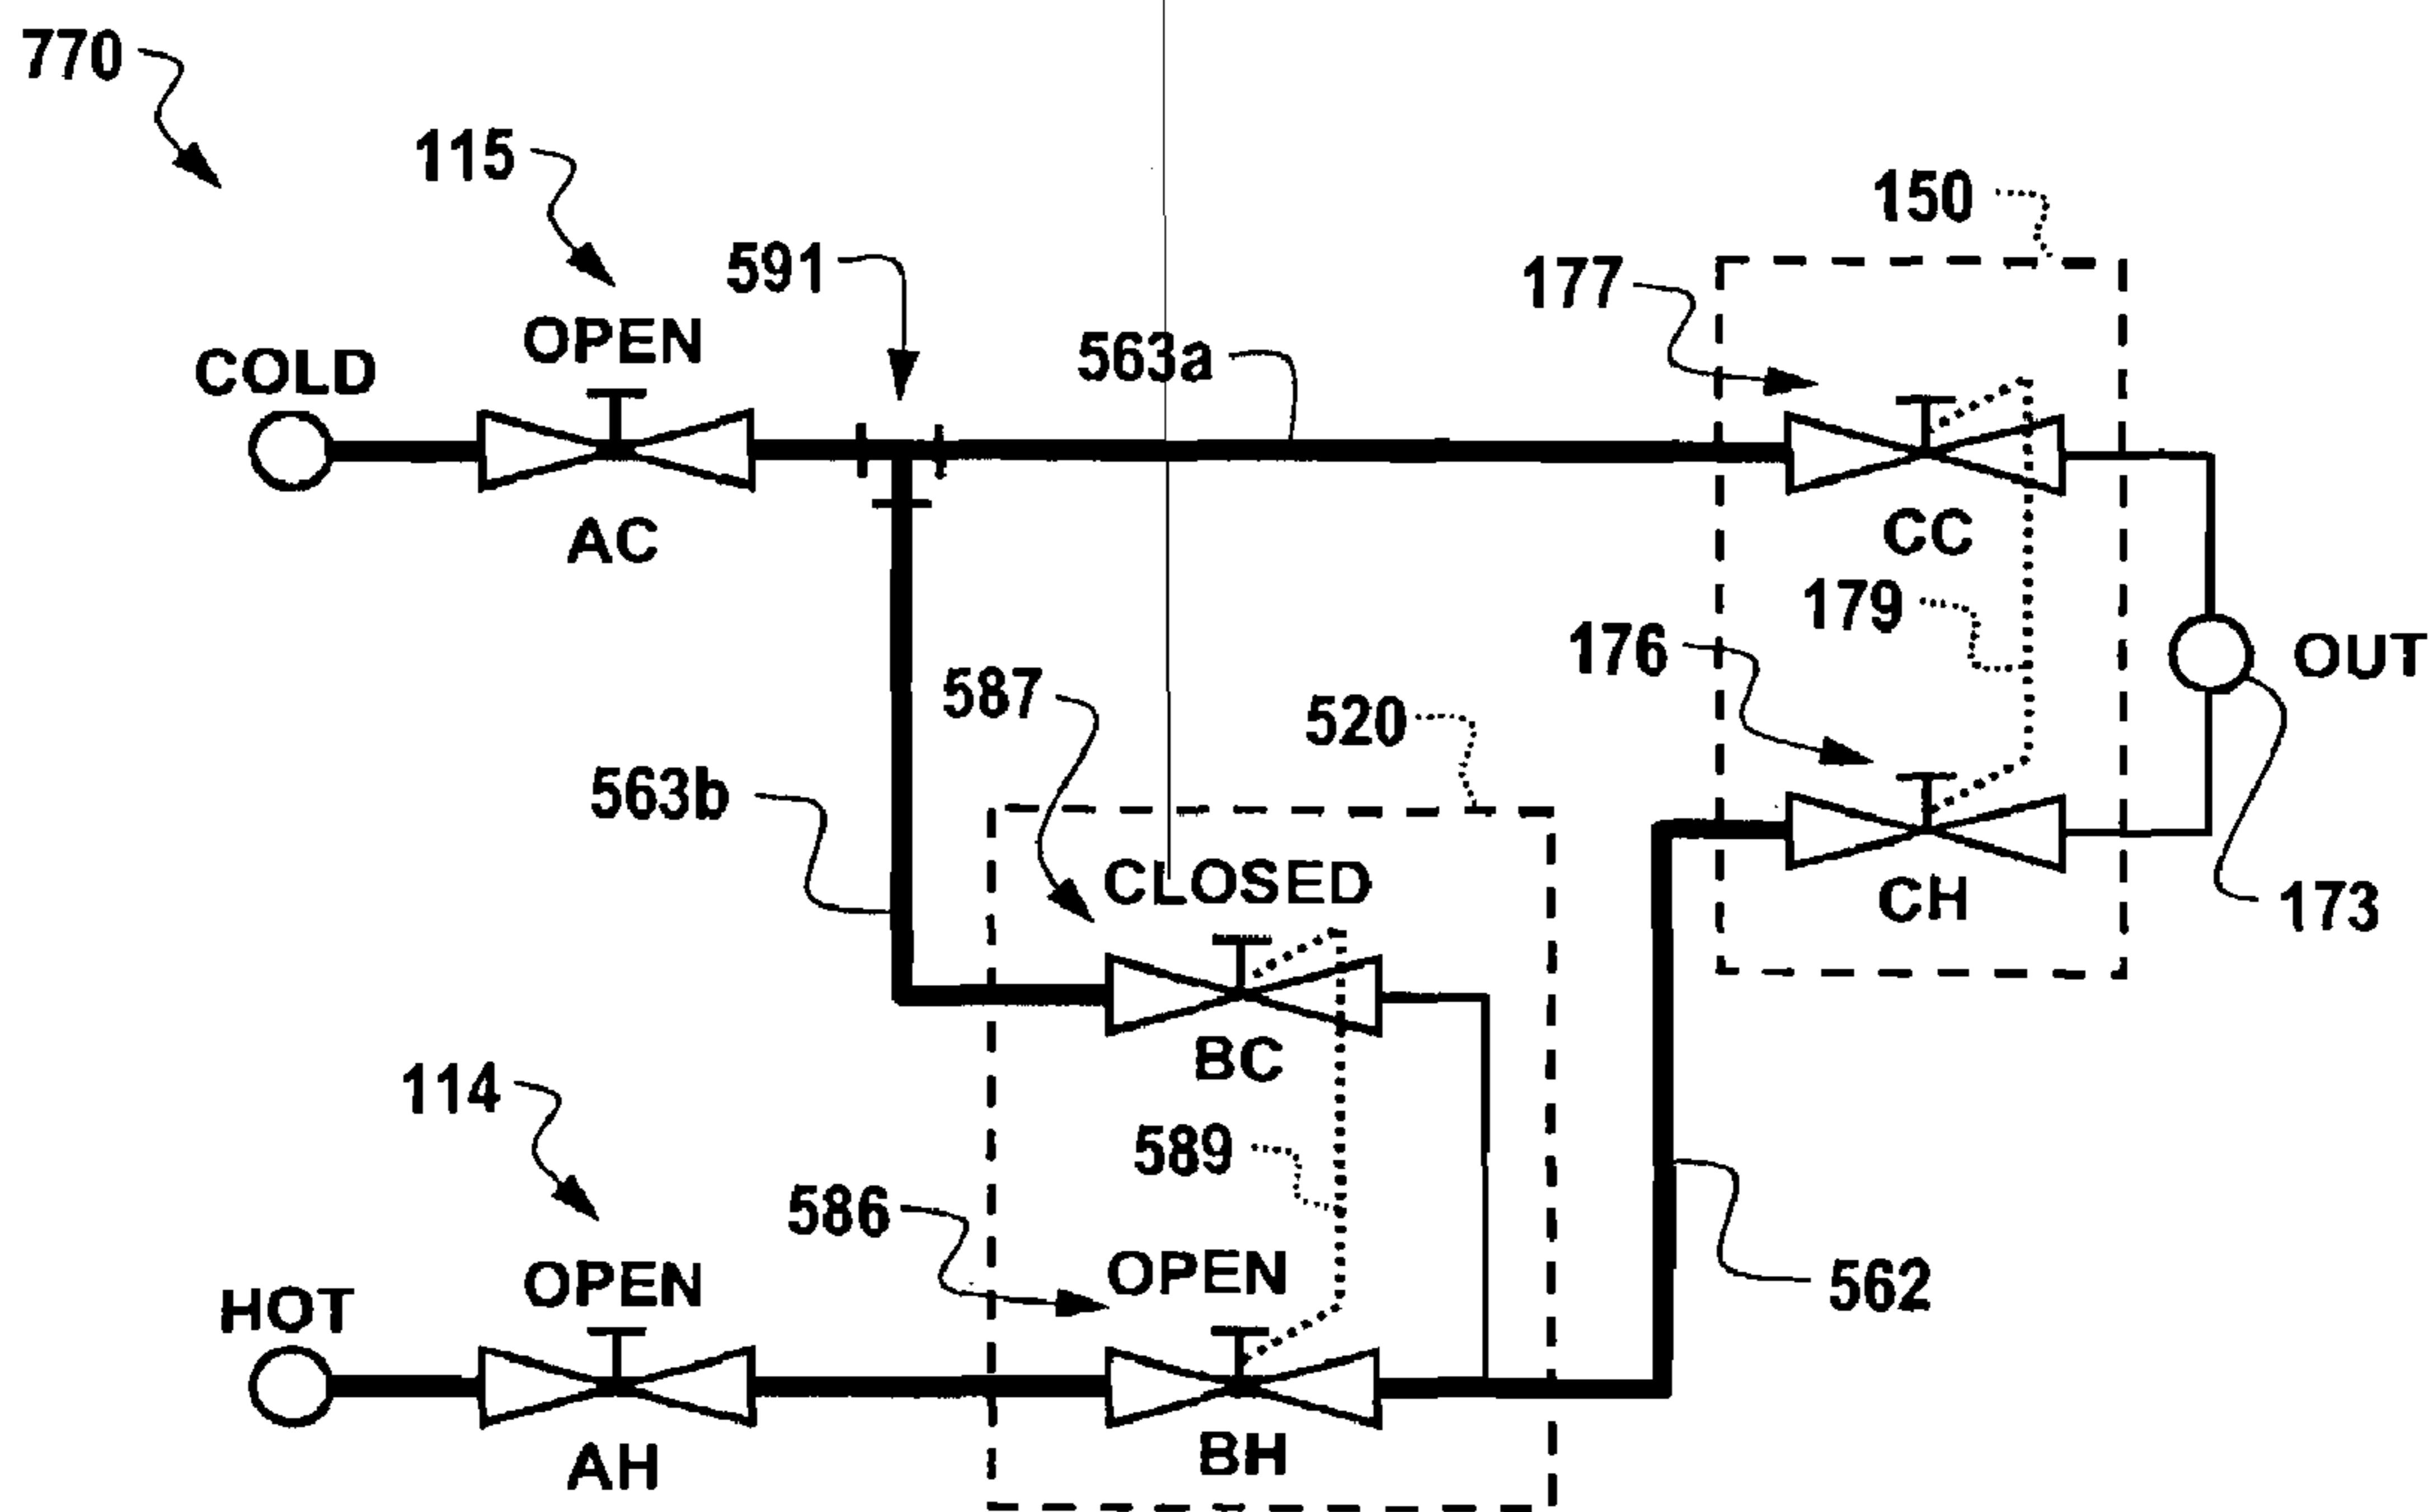 770
115
150
591
177
OPEN
563a
COLD
AC
CC
179
176
OUT
587
520
563b
CLOSED
CH
173
BC
114
589
586
OPEN
OPEN
562
HOT
AH
BH